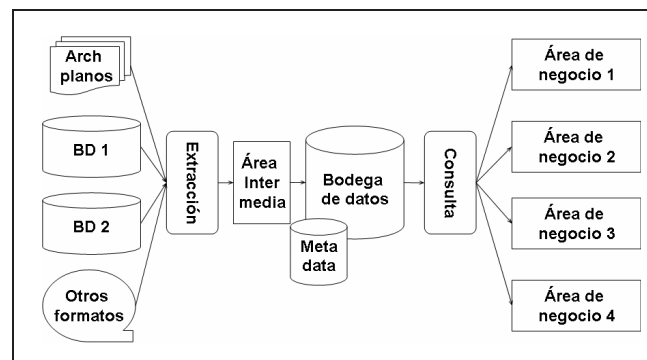 Arch
planos
BD 1
BD 2
Otros
formatos
Extracción
Área
Inter
media
Bodega
de datos
Meta
data
Consulta
Área de
negocio 1
Área de
negocio 2
Área de
negocio 3
Área de
negocio 4